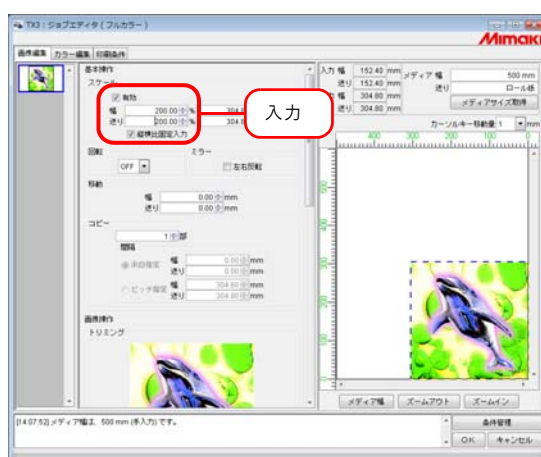 TX3 : ジョブエディタ ( フルカラー )
Mimaki
画像編集 カラー編集 印刷条件
基本操作
スケール
有効
幅 200.00 % 304.8
送り 200.00 % 304.8
縦横比固定入力
入力
回転 ミラー
OFF 左右反転
移動
幅 0.00 mm
送り 0.00 mm
コピー
1 部
間隔
余白指定 幅 0.00 mm
送り 0.00 mm
ピッチ指定 幅 304.80 mm
送り 304.80 mm
画像操作
トリミング
入力 幅 152.40 mm
送り 152.40 mm
幅 304.80 mm
送り 304.80 mm
メディア 幅 500 mm
送り ロール紙
メディアサイズ取得
カーソルキー移動量 1 mm
400 300 200 100 0
メディア幅 ズームアウト ズームイン
[14:07:52] メディア幅は、500 mm (手入力) です。
条件管理
OK キャンセル